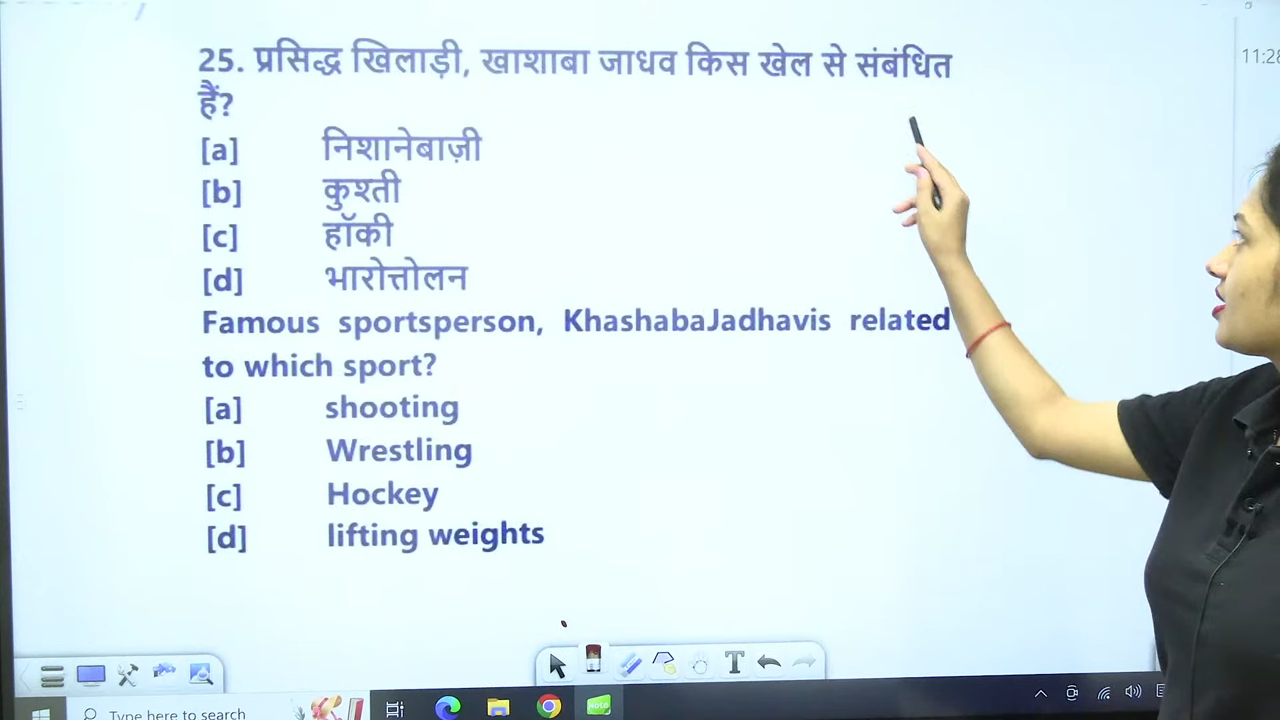 25. प्रसिद्ध खिलाड़ी, खाशाबा जाधव किस खेल से संबंधित
हैं?
[a] निशानेबाज़ी
[b] कुश्ती
[c] हॉकी
[d] भारोत्तोलन
Famous sportsperson, KhashabaJadhavis related
to which sport?
[a] shooting
[b] Wrestling
[c] Hockey
[d] lifting weights
11:28
T
Type here to search
Note